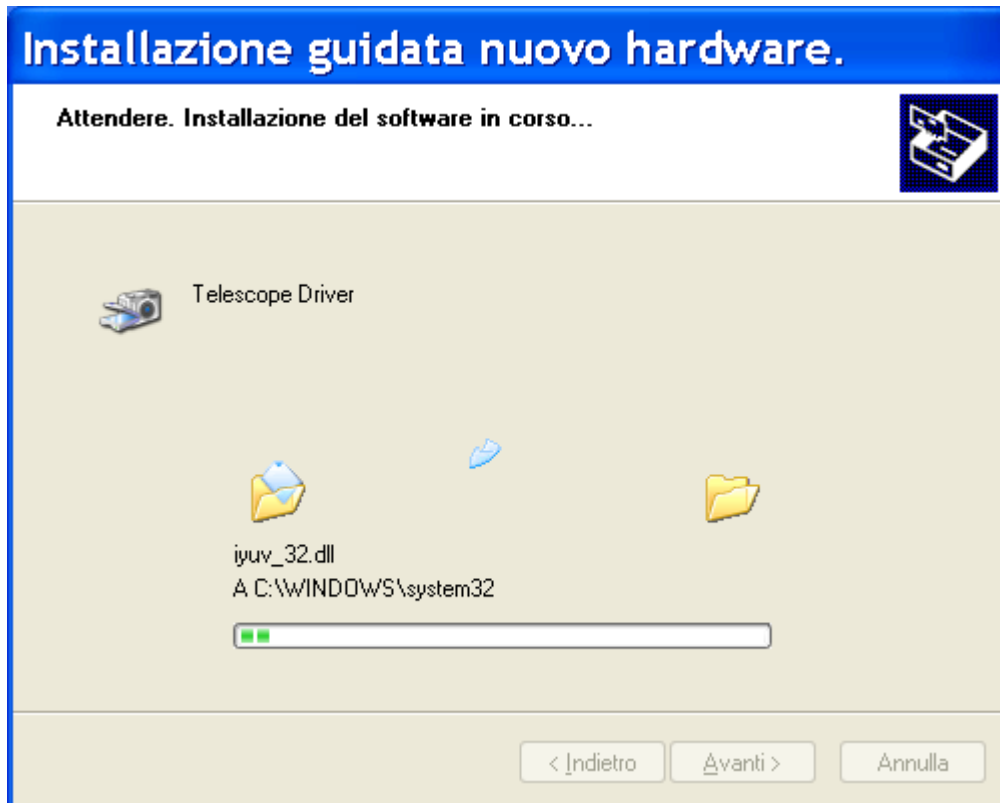 Installazione guidata nuovo hardware.
Attendere. Installazione del software in corso...
Telescope Driver
iyuv_32.dll
A C:\WINDOWS\system32
< Indietro
Avanti >
Annulla